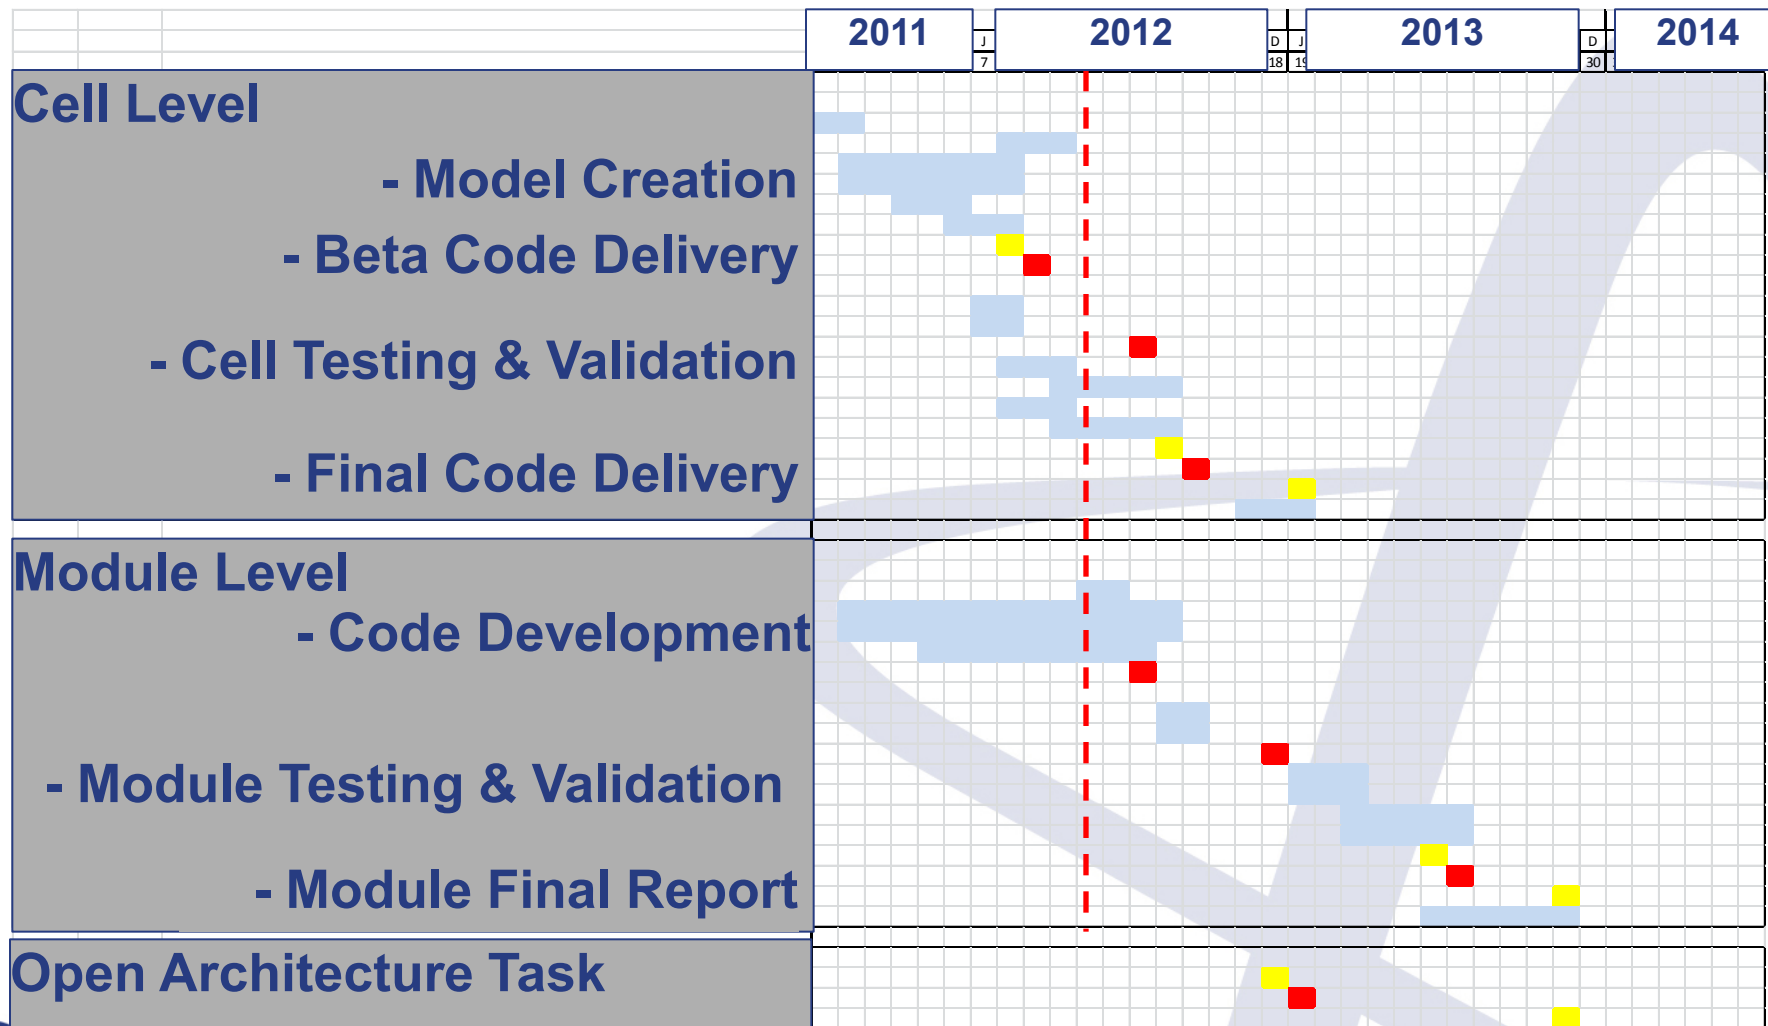 2011
2012
2013
2014
J
D
J
D
7
18
19
30
Cell Level
- Model Creation
- Beta Code Delivery
- Cell Testing & Validation
- Final Code Delivery
Module Level
- Code Development
- Module Testing & Validation
- Module Final Report
Open Architecture Task